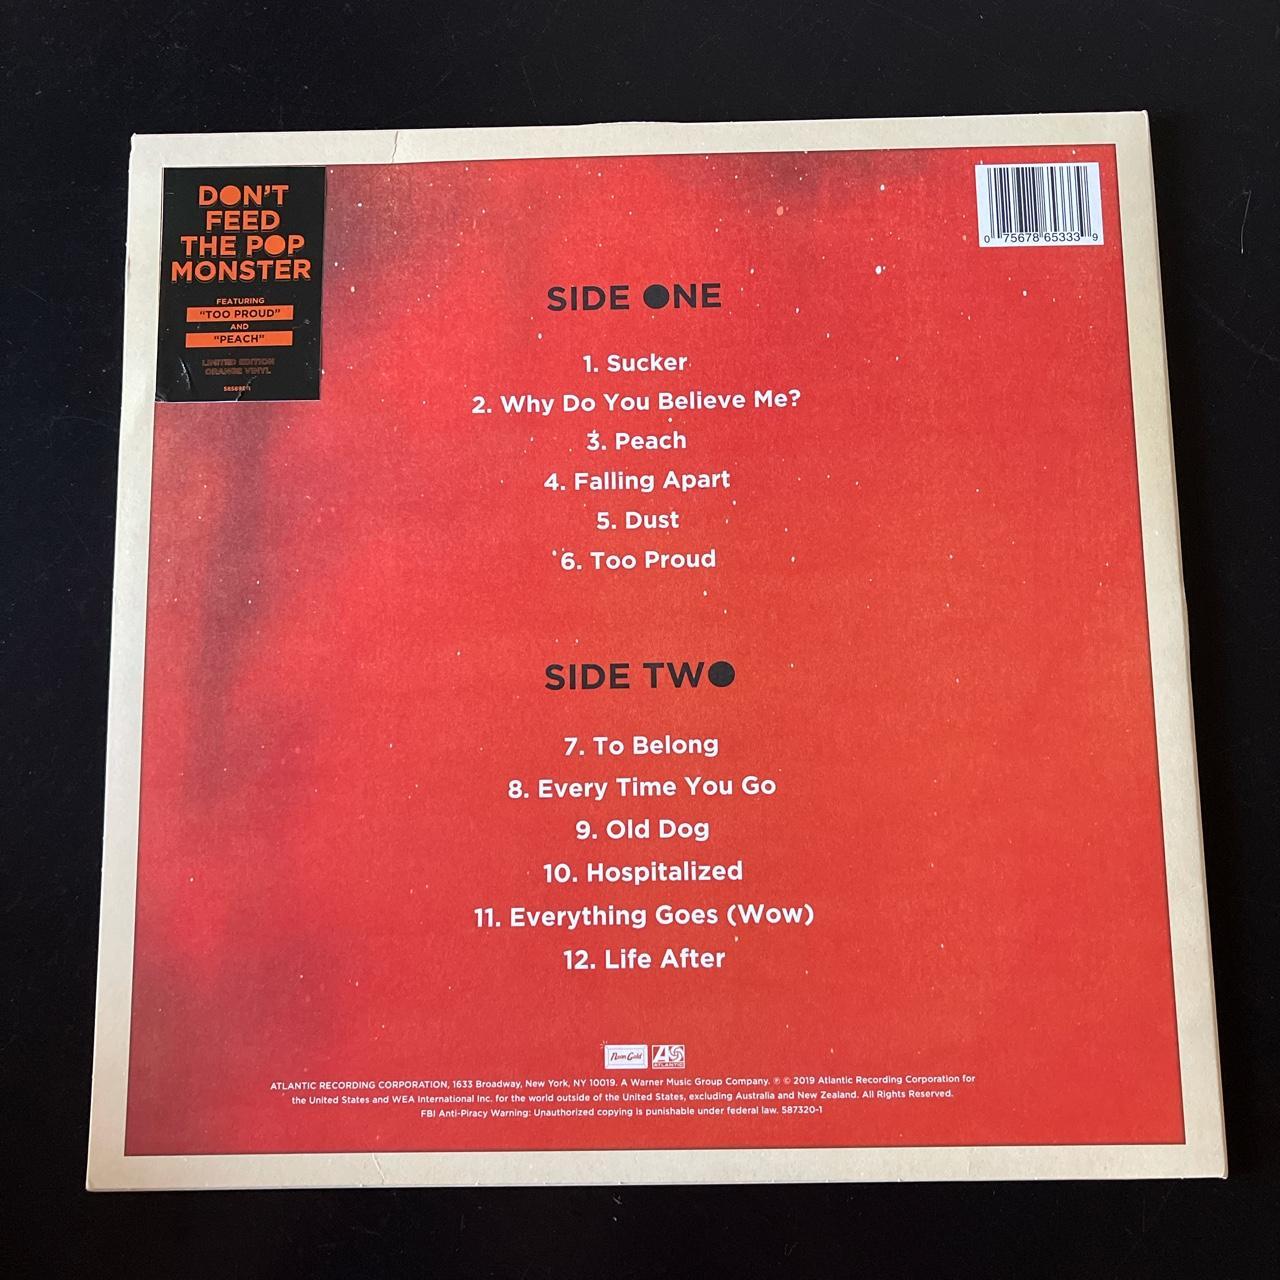 DON'T
FEED
THE POP
MONSTER
FEATURING
"TOO PROUD"
AND
"PEACH"
LIMITED EDITION
ORANGE VINYL
0 75678 65333 9
SIDE ONE
1. Sucker
2. Why Do You Believe Me?
3. Peach
4. Falling Apart
5. Dust
6. Too Proud
SIDE TWO
7. To Belong
8. Every Time You Go
9. Old Dog
10. Hospitalized
11. Everything Goes (Wow)
12. Life After
Neon Gold
ATLANTIC
ATLANTIC RECORDING CORPORATION, 1633 Broadway, New York, NY 10019. A Warner Music Group Company. ℗ © 2019 Atlantic Recording Corporation for
the United States and WEA International Inc. for the world outside of the United States, excluding Australia and New Zealand. All Rights Reserved.
FBI Anti-Piracy Warning: Unauthorized copying is punishable under federal law. 587320-1